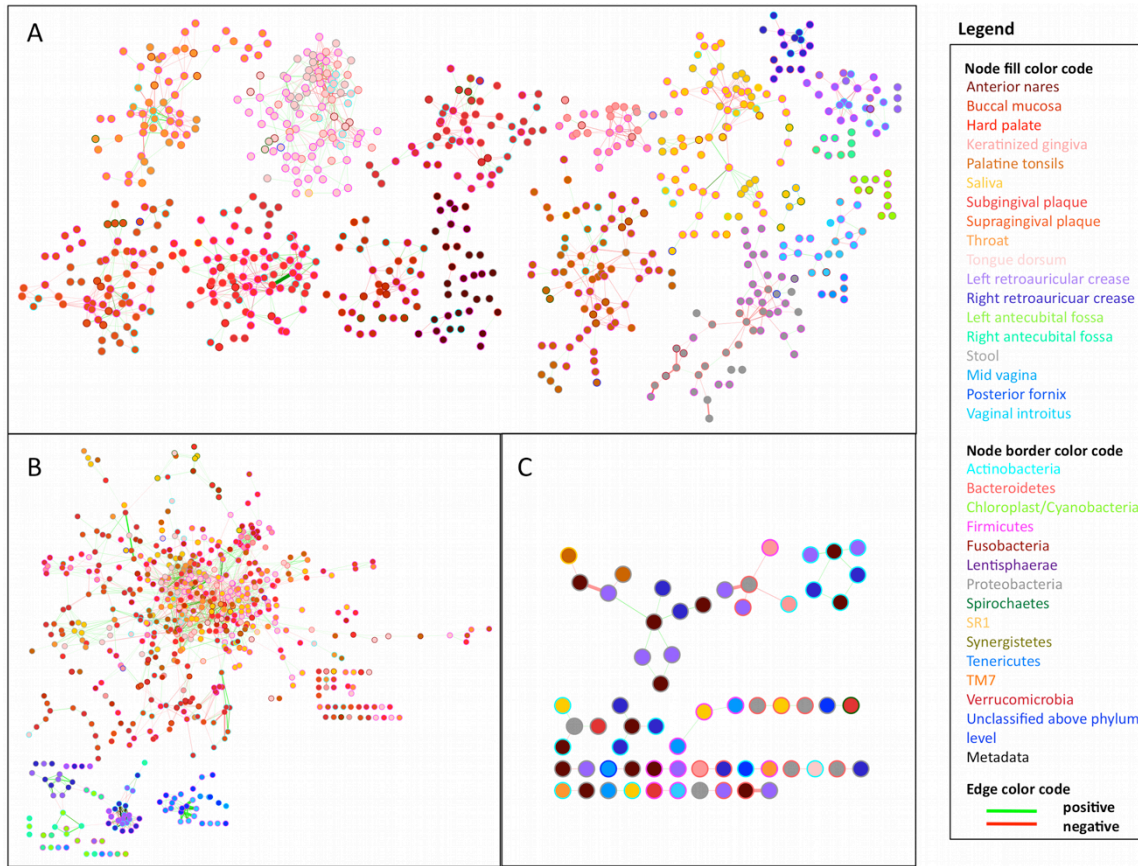 A
B
C
Legend
Node fill color code
Anterior nares
Buccal mucosa
Hard palate
Keratinized gingiva
Palatine tonsils
Saliva
Subgingival plaque
Supragingival plaque
Throat
Tongue dorsum
Left retroauricular crease
Right retroauricuar crease
Left antecubital fossa
Right antecubital fossa
Stool
Mid vagina
Posterior fornix
Vaginal introitus
Node border color code
Actinobacteria
Bacteroidetes
Chloroplast/Cyanobacteria
Firmicutes
Fusobacteria
Lentisphaerae
Proteobacteria
Spirochaetes
SR1
Synergistetes
Tenericutes
TM7
Verrucomicrobia
Unclassified above phylum
level
Metadata
Edge color code
positive
negative